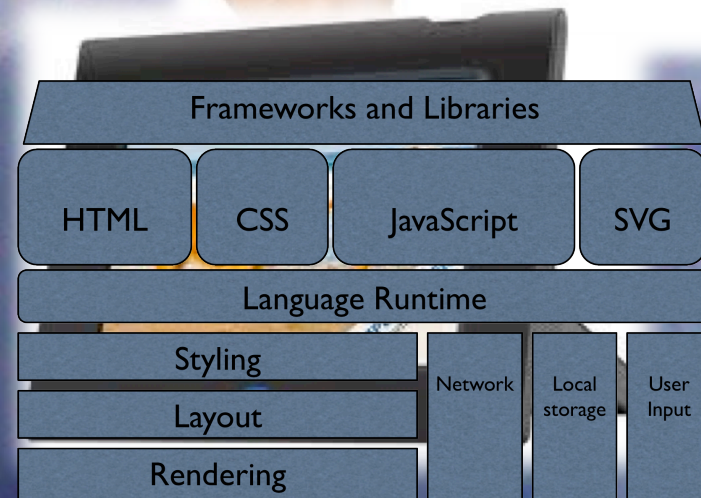 Frameworks and Libraries
HTML CSS JavaScript SVG
Language Runtime
Styling
Layout
Rendering
Network
Local
storage
User
Input